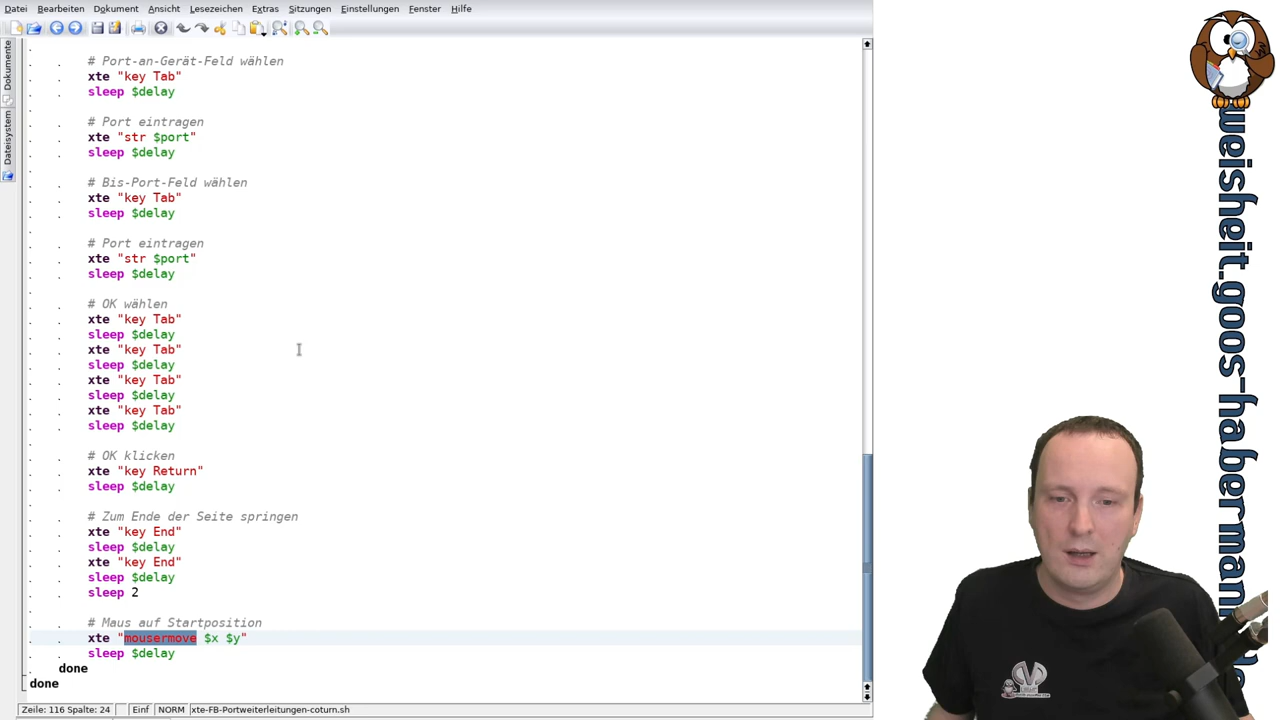 Datei Bearbeiten Dokument Ansicht Lesezeichen Extras Sitzungen Einstellungen Fenster Hilfe
Dokumente
Dateisystem
# Port-an-Gerät-Feld wählen
xte "key Tab"
sleep $delay
# Port eintragen
xte "str $port"
sleep $delay
# Bis-Port-Feld wählen
xte "key Tab"
sleep $delay
# Port eintragen
xte "str $port"
sleep $delay
# OK wählen
xte "key Tab"
sleep $delay
xte "key Tab"
sleep $delay
xte "key Tab"
sleep $delay
xte "key Tab"
sleep $delay
# OK klicken
xte "key Return"
sleep $delay
# Zum Ende der Seite springen
xte "key End"
sleep $delay
xte "key End"
sleep $delay
sleep 2
# Maus auf Startposition
xte "mousermove $x $y"
sleep $delay
done
done
Zeile: 116 Spalte: 24 Einf NORM xte-FB-Portweiterleitungen-coturn.sh